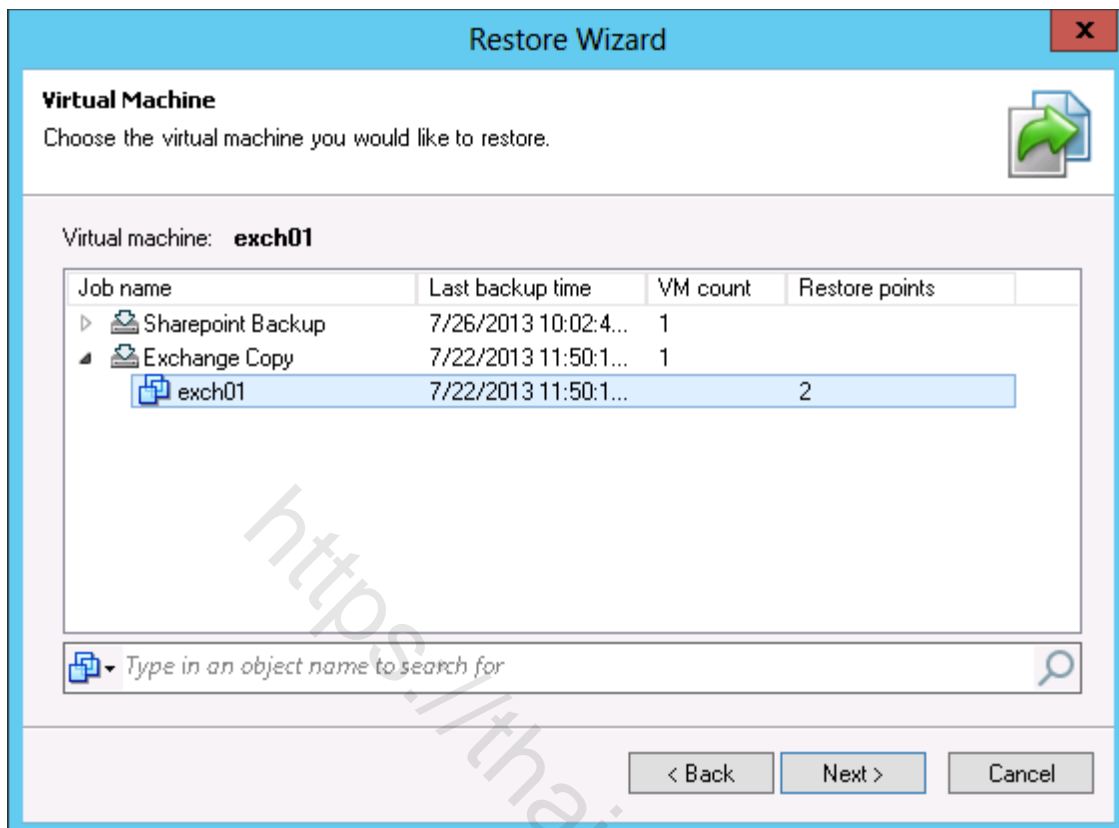 Restore Wizard
x
Virtual Machine
Choose the virtual machine you would like to restore.
Virtual machine: exch01
Job name Last backup time VM count Restore points
Sharepoint Backup 7/26/2013 10:02:4... 1
Exchange Copy 7/22/2013 11:50:1... 1
exch01 7/22/2013 11:50:1... 2
Type in an object name to search for
< Back Next > Cancel
https://thai